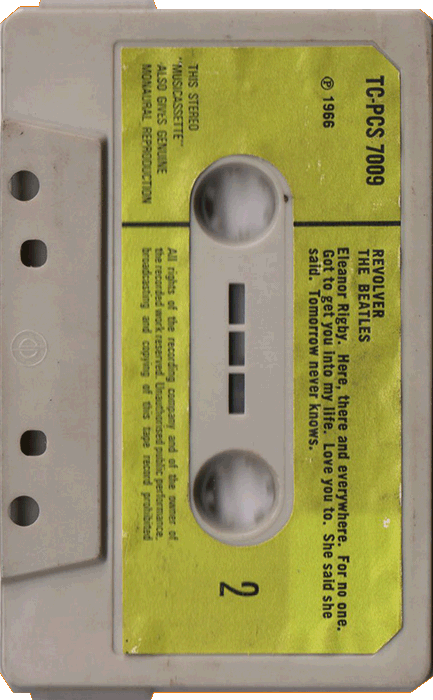 TC-PCS 7009
℗ 1966
THIS STEREO
"MUSICASSETTE"
ALSO GIVES GENUINE
MONAURAL REPRODUCTION
REVOLVER
THE BEATLES
Eleanor Rigby. Here, there and everywhere. For no one.
Got to get you into my life. Love you to. She said she
said. Tomorrow never knows.
All rights of the recording company and of the owner of
the recorded work reserved. Unauthorised public performance,
broadcasting and copying of this tape record prohibited
2